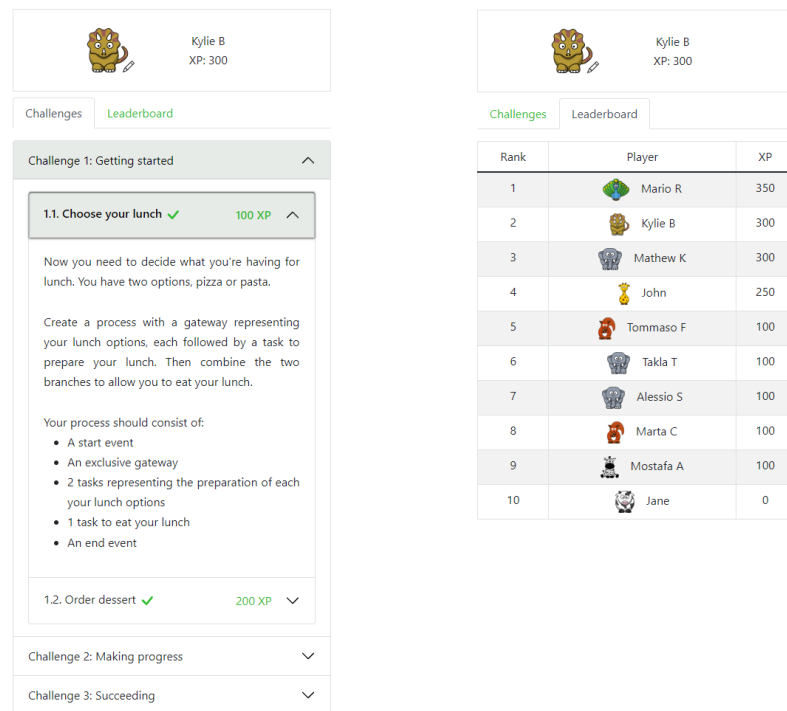 Kylie B
XP: 300
Challenges
Leaderboard
Challenge 1: Getting started
1.1. Choose your lunch
100 XP
Now you need to decide what you're having for
lunch. You have two options, pizza or pasta.
Create a process with a gateway representing
your lunch options, each followed by a task to
prepare your lunch. Then combine the two
branches to allow you to eat your lunch.
Your process should consist of:
• A start event
• An exclusive gateway
• 2 tasks representing the preparation of each
your lunch options
• 1 task to eat your lunch
• An end event
1.2. Order dessert
200 XP
Challenge 2: Making progress
Challenge 3: Succeeding
Kylie B
XP: 300
Challenges
Leaderboard
Rank Player XP
1 Mario R 350
2 Kylie B 300
3 Mathew K 300
4 John 250
5 Tommaso F 100
6 Takla T 100
7 Alessio S 100
8 Marta C 100
9 Mostafa A 100
10 Jane 0